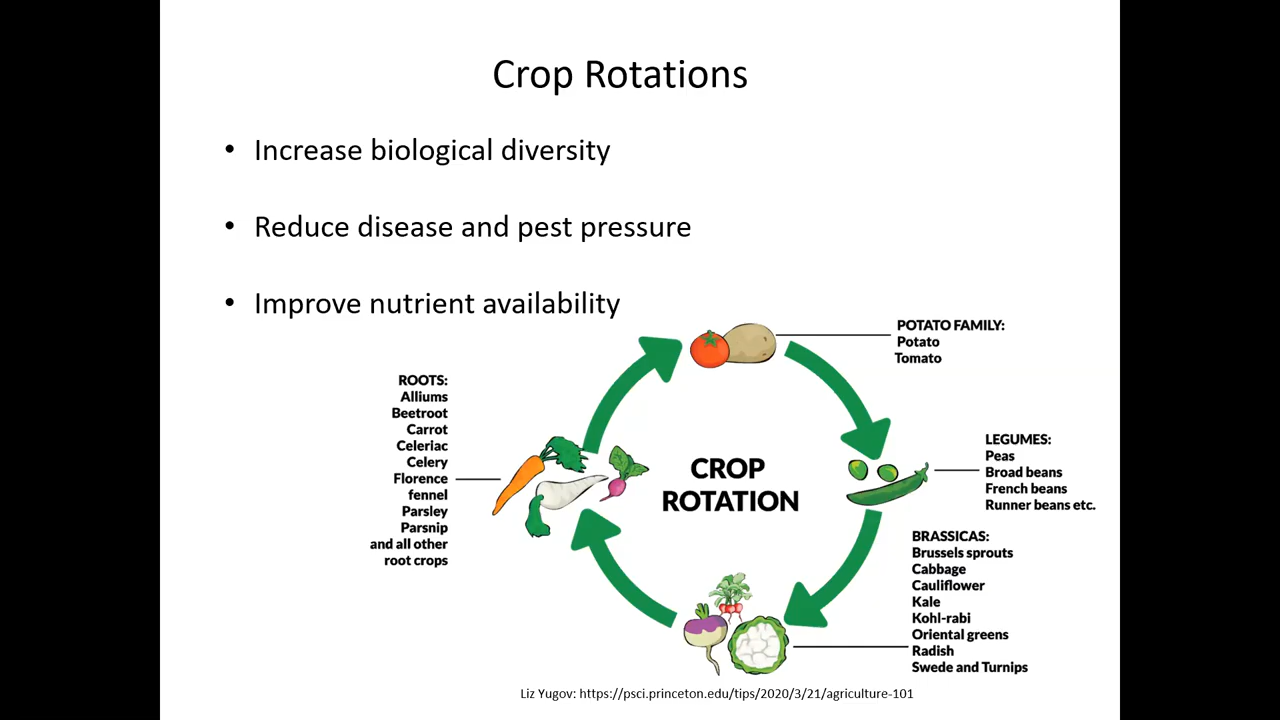 Crop Rotations
• Increase biological diversity
• Reduce disease and pest pressure
• Improve nutrient availability
POTATO FAMILY:
Potato
Tomato
ROOTS:
Alliums
Beetroot
Carrot
Celeriac
Celery
Florence
fennel
Parsley
Parsnip
and all other
root crops
CROP
ROTATION
LEGUMES:
Peas
Broad beans
French beans
Runner beans etc.
BRASSICAS:
Brussels sprouts
Cabbage
Cauliflower
Kale
Kohl-rabi
Oriental greens
Radish
Swede and Turnips
Liz Yugov: https://psci.princeton.edu/tips/2020/3/21/agriculture-101